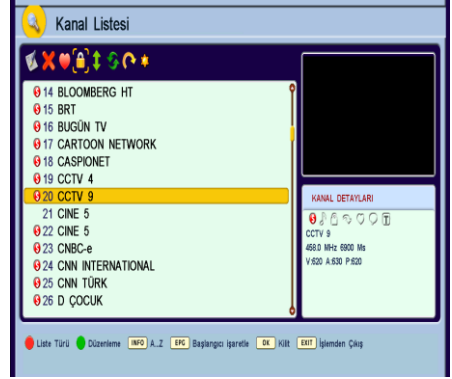 Kanal Listesi
14 BLOOMBERG HT
15 BRT
16 BUGÜN TV
17 CARTOON NETWORK
18 CASPIONET
19 CCTV 4
20 CCTV 9
21 CINE 5
22 CINE 5
23 CNBC-e
24 CNN INTERNATIONAL
25 CNN TÜRK
26 D ÇOCUK
KANAL DETAYLARI
CCTV 9
458.0 MHz 6900 Ms
V:620 A:630 P:620
Liste Türü Düzenleme INFO A..Z EPG Başlangıcı işaretle OK Kilit EXIT İşlemden Çıkış